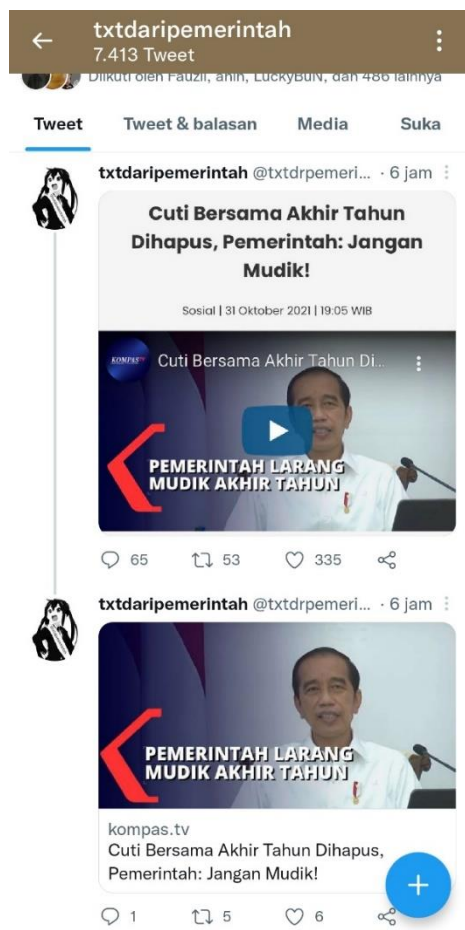 txtdaripemerintah
7.413 Tweet
Diikuti oleh Fauzil, anin, LuckyBuN, dan 486 lainnya
Tweet Tweet & balasan Media Suka
txtdaripemerintah @txtdrpemeri... · 6 jam
Cuti Bersama Akhir Tahun
Dihapus, Pemerintah: Jangan
Mudik!
Sosial | 31 Oktober 2021 | 19:05 WIB
KOMPAS TV Cuti Bersama Akhir Tahun Di...
PEMERINTAH LARANG
MUDIK AKHIR TAHUN
65 53 335
txtdaripemerintah @txtdrpemeri... · 6 jam
PEMERINTAH LARANG
MUDIK AKHIR TAHUN
kompas.tv
Cuti Bersama Akhir Tahun Dihapus,
Pemerintah: Jangan Mudik!
1 5 6